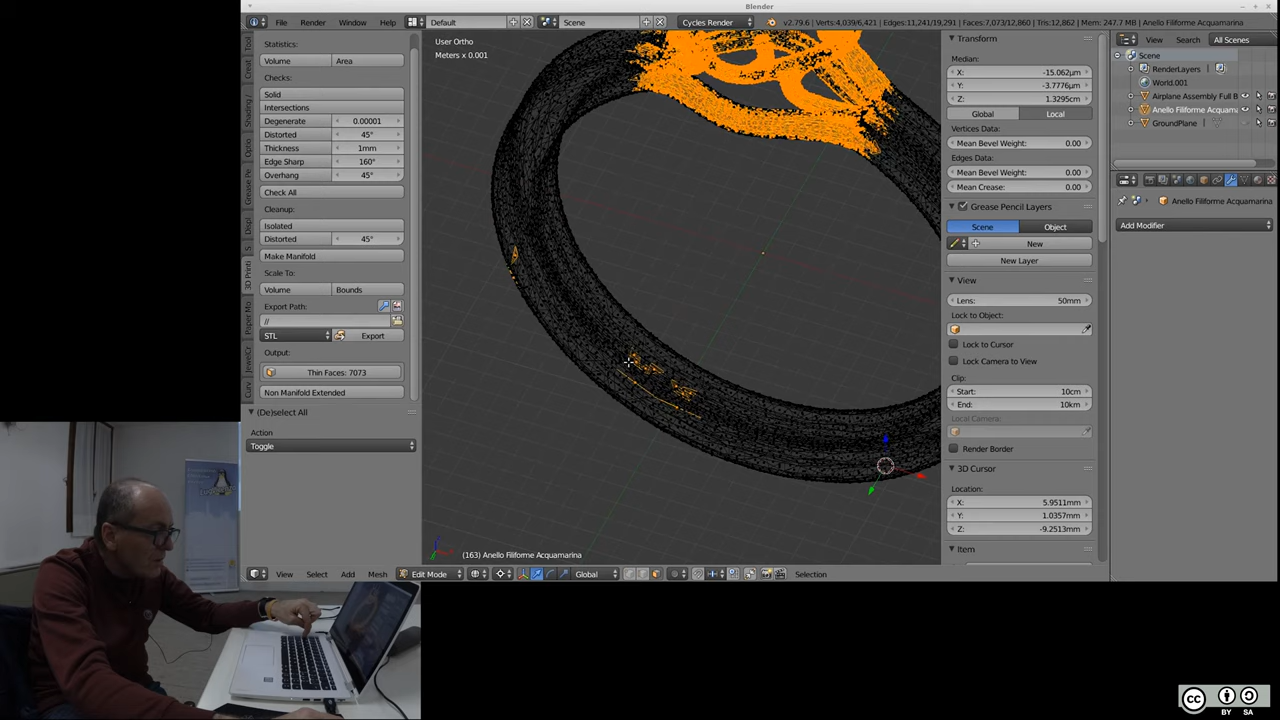 Blender
File Render Window Help Default Scene Cycles Render v2.79.6 | Verts:4,039/6,421 | Edges:11,241/19,291 | Faces:7,073/12,860 | Tris:12,862 | Mem: 247.7 MB | Anello Filiforme Acquamarina
View Search All Scenes
Scene
RenderLayers
World.001
Airplane Assembly Full B
Anello Filiforme Acquama
GroundPlane
Anello Filiforme Acquamarina
Add Modifier
Statistics:
Volume Area
Checks:
Solid
Intersections
Degenerate 0.00001
Distorted 45°
Thickness 1mm
Edge Sharp 160°
Overhang 45°
Check All
Cleanup:
Isolated
Distorted 45°
Make Manifold
Scale To:
Volume Bounds
Export Path:
//
STL Export
Output:
Thin Faces: 7073
Non Manifold Extended
(De)select All
Action
Toggle
User Ortho
Meters x 0.001
(163) Anello Filiforme Acquamarina
View Select Add Mesh Edit Mode Global Selection
Transform
Median:
X: -15.062µm
Y: -3.7776µm
Z: 1.3295cm
Global Local
Vertices Data:
Mean Bevel Weight: 0.00
Edges Data:
Mean Bevel Weight: 0.00
Mean Crease: 0.00
Grease Pencil Layers
Scene Object
New
New Layer
View
Lens: 50mm
Lock to Object:
Lock to Cursor
Lock Camera to View
Clip:
Start: 10cm
End: 10km
Local Camera:
Render Border
3D Cursor
Location:
X: 5.9511mm
Y: 1.0357mm
Z: -9.2513mm
Item
CC BY SA